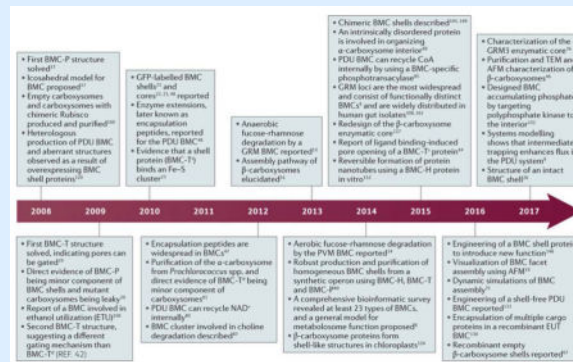 • First BMC-P structure
solved
• Icosahedral model for
BMC proposed
• Empty carboxysomes
and carboxysomes with
chimeric Rubisco
produced and purified
• Heterologous
production of PDU BMC
and aberrant structures
observed as a result of
overexpressing BMC
shell proteins
• GFP-labelled BMC
shells and
cores reported
• Enzyme extensions,
later known as
encapsulation
peptides, reported
for the PDU BMC
• Evidence that a shell
protein (BMC-T)
binds an Fe–S
cluster
• Anaerobic
fucose-rhamnose
degradation by a
GRM BMC reported
• Assembly pathway of
β-carboxysomes
elucidated
• Chimeric BMC shells described
• An intrinsically disordered protein
is involved in organizing
α-carboxysome interior
• PDU BMC can recycle CoA
internally by using a BMC-specific
phosphotransacylase
• GRM loci are the most widespread
and consist of functionally distinct
BMCs and are widely distributed
in human gut isolates
• Redesign of the β-carboxysome
enzymatic core
• Report of ligand binding-induced
pore opening of a BMC-T protein
• Reversible formation of protein
nanotubes using a BMC-H protein
in vitro
• Characterization of the
GRM3 enzymatic core
• Purification and TEM and
AFM characterization of
β-carboxysomes
• Designed BMC
accumulating phosphate
by targeting
polyphosphate kinase to
the interior
• Systems modelling
shows that intermediate
trapping enhances flux in
the PDU system
• Structure of an intact
BMC shell
2008 2009 2010 2011 2012 2013 2014 2015 2016 2017
• First BMC-T structure
solved, indicating pores can
be gated
• Direct evidence of BMC-P
being minor component of
BMC shells and mutant
carboxysomes being leaky
• Report of a BMC involved in
ethanol utilization (ETU)
• Second BMC-T structure,
suggesting a different
gating mechanism than
BMC-T (REF. 42)
• Encapsulation peptides are
widespread in BMCs
• Purification of the α-carboxysome
from Prochlorococcus spp. and
direct evidence of BMC-T being
minor component of
carboxysomes
• PDU BMC can recycle NAD⁺
internally
• BMC cluster involved in choline
degradation described
• Aerobic fucose-rhamnose degradation
by the PVM BMC reported
• Robust production and purification of
homogeneous BMC shells from a
synthetic operon using BMC-H, BMC-T
and BMC-P
• A comprehensive bioinformatic survey
revealed at least 23 types of BMCs,
and a general model for
metabolosome function proposed
• β-carboxysome proteins form
shell-like structures in chloroplasts
• Engineering of a BMC shell protein
to introduce new function
• Visualization of BMC facet
assembly using AFM
• Dynamic simulations of BMC
assembly
• Engineering of a shell-free PDU
BMC reported
• Encapsulation of multiple cargo
proteins in a recombinant EUT
BMC
• Recombinant empty
β-carboxysome shells reported